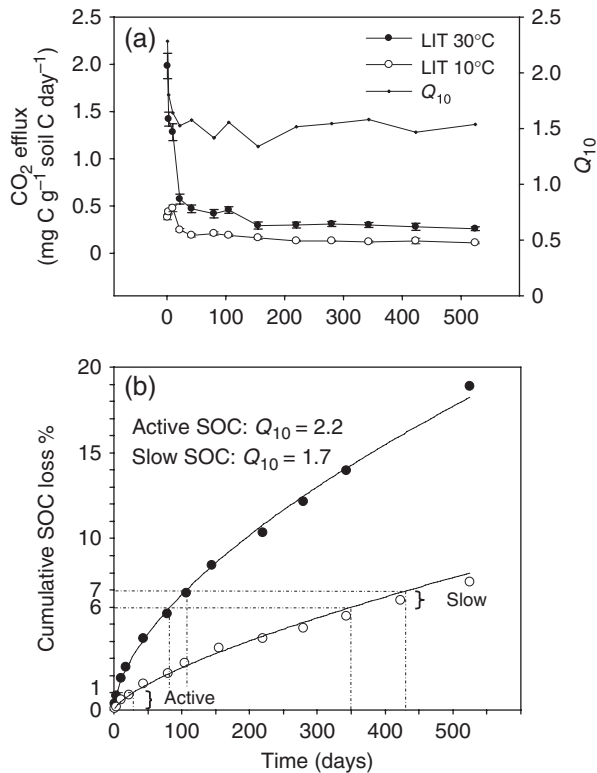 (a)
LIT 30°C
LIT 10°C
Q10
2.5
2.0
1.5
1.0
0.5
0
CO2 efflux
(mg C g−1 soil C day−1)
2.5
2.0
1.5
1.0
0.5
0
Q10
0 100 200 300 400 500
(b)
Active SOC: Q10 = 2.2
Slow SOC: Q10 = 1.7
20
15
10
7
6
1
0
Cumulative SOC loss %
} Slow
} Active
0 100 200 300 400 500 600
Time (days)